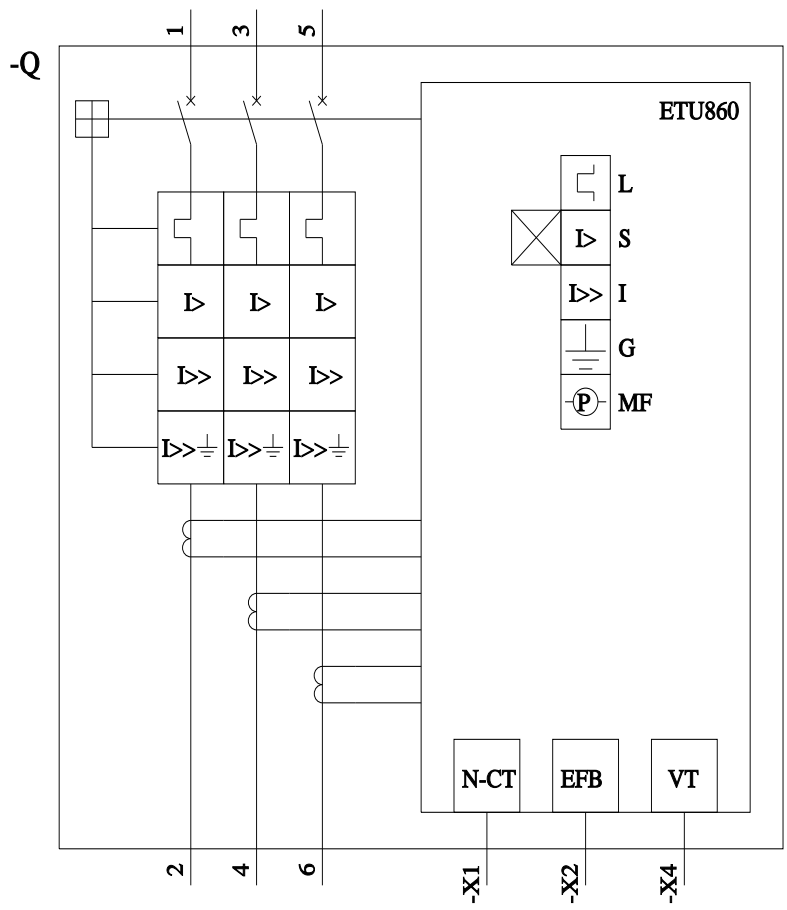 1 3 5
-Q
ETU860
L
I> S
I> I> I> I>> I
G
I>> I>> I>> P MF
I>> I>> I>>
N-CT EFB VT
2 4 6 -X1 -X2 -X4